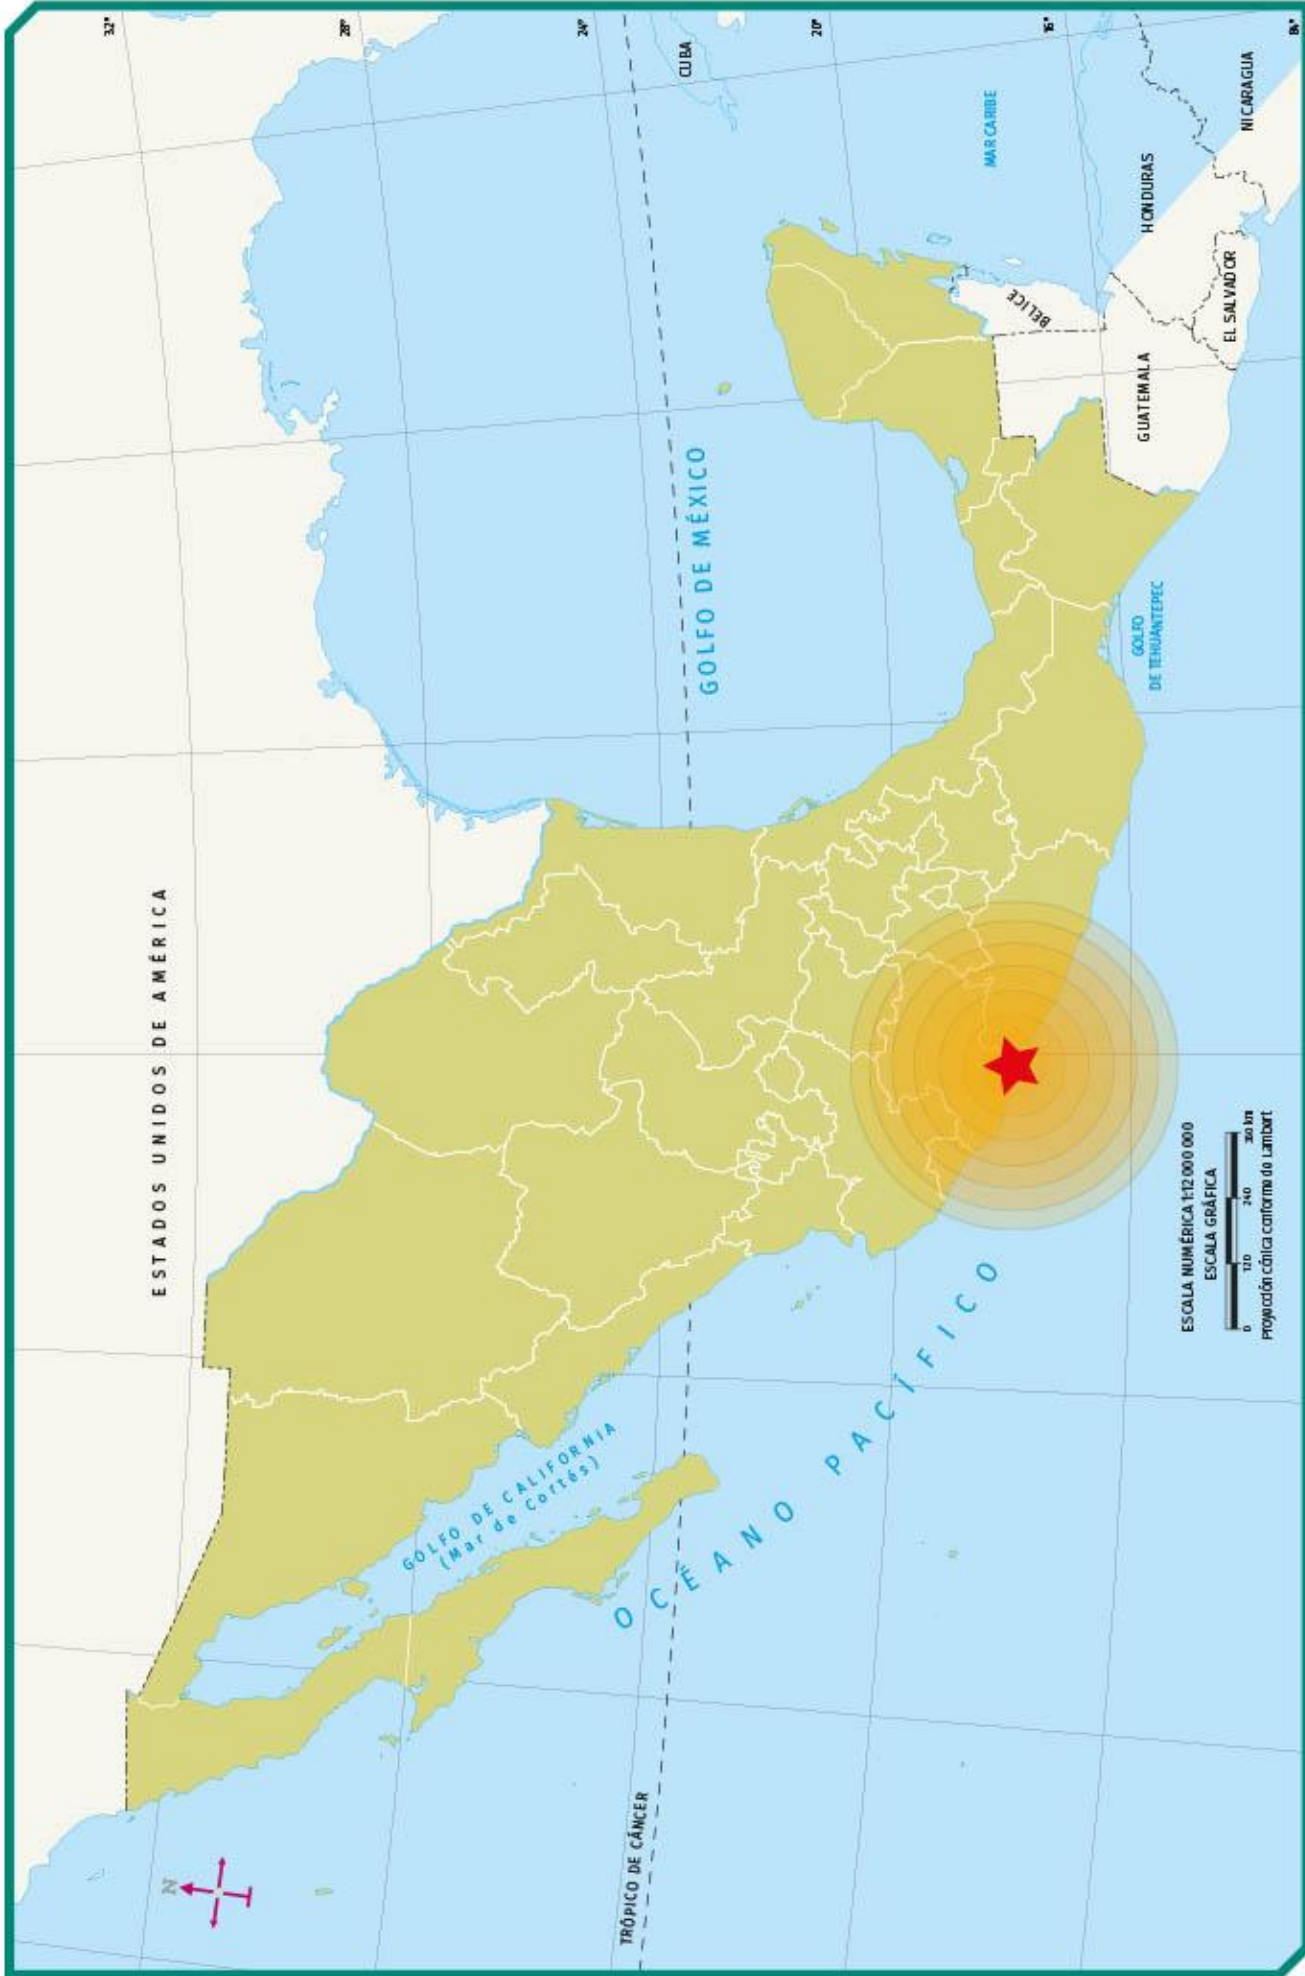 32°
28°
24°
20°
16°
84°
ESTADOS UNIDOS DE AMÉRICA
GOLFO DE MÉXICO
CUBA
MAR CARIBE
BELICE
GUATEMALA
HONDURAS
EL SALVADOR
NICARAGUA
GOLFO
DE TEHUANTEPEC
GOLFO DE CALIFORNIA
(Mar de Cortés)
OCÉANO PACÍFICO
TRÓPICO DE CÁNCER
N
ESCALA NUMÉRICA 1:12 000 000
ESCALA GRÁFICA
0 120 240 360 km
Proyección cónica conforme de Lambert